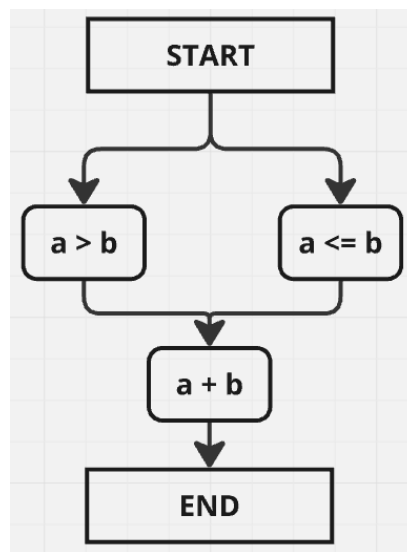 START
a > b
a <= b
a + b
END